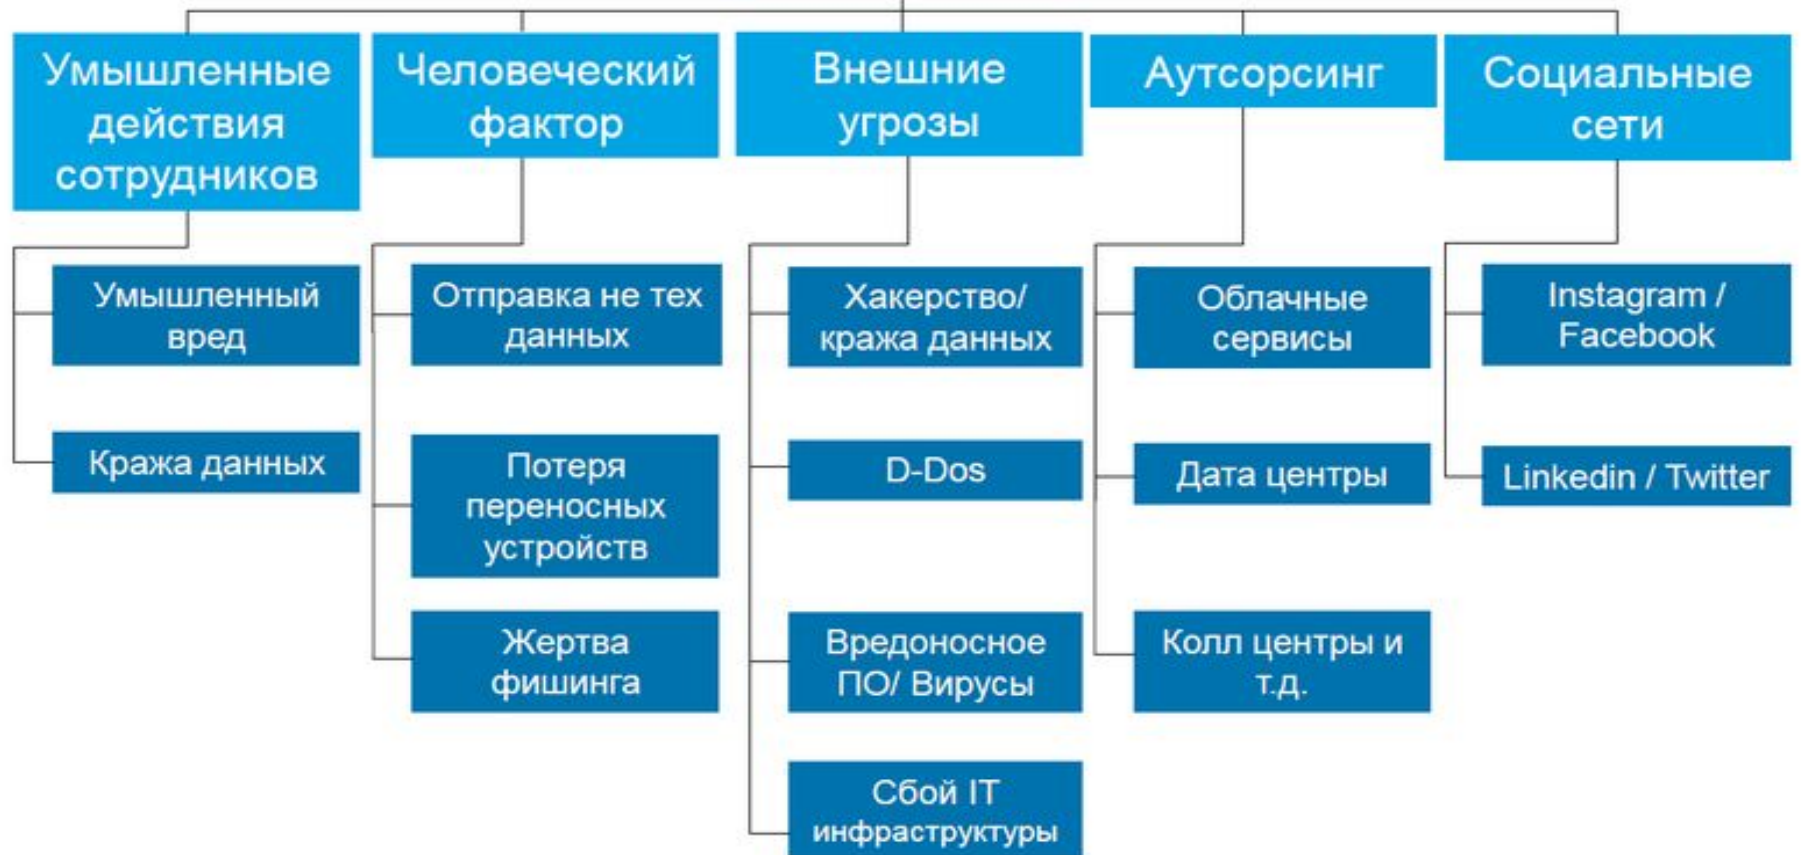 Умышленные
действия
сотрудников
Умышленный
вред
Кража данных
Человеческий
фактор
Отправка не тех
данных
Потеря
переносных
устройств
Жертва
фишинга
Внешние
угрозы
Хакерство/
кража данных
D-Dos
Вредоносное
ПО/ Вирусы
Сбой IT
инфраструктуры
Аутсорсинг
Облачные
сервисы
Дата центры
Колл центры и
т.д.
Социальные
сети
Instagram /
Facebook
Linkedin / Twitter